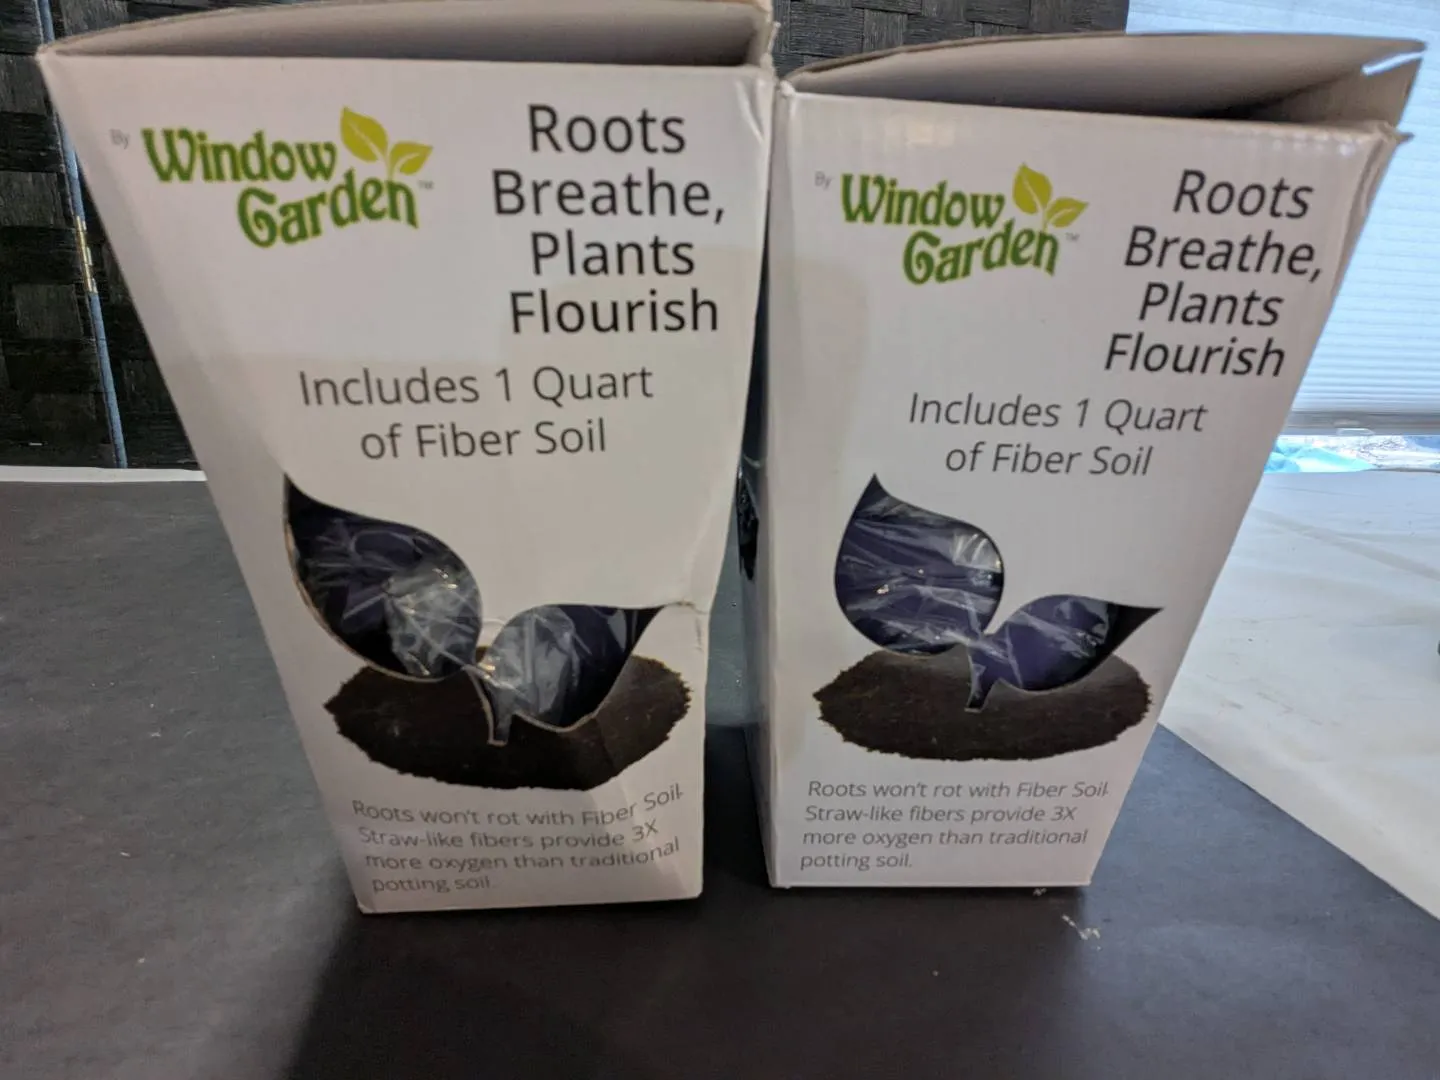 By Window
Garden™
Roots
Breathe,
Plants
Flourish
Includes 1 Quart
of Fiber Soil
Roots won't rot with Fiber Soil.
Straw-like fibers provide 3X
more oxygen than traditional
potting soil.
By Window
Garden™
Roots
Breathe,
Plants
Flourish
Includes 1 Quart
of Fiber Soil
Roots won't rot with Fiber Soil.
Straw-like fibers provide 3X
more oxygen than traditional
potting soil.